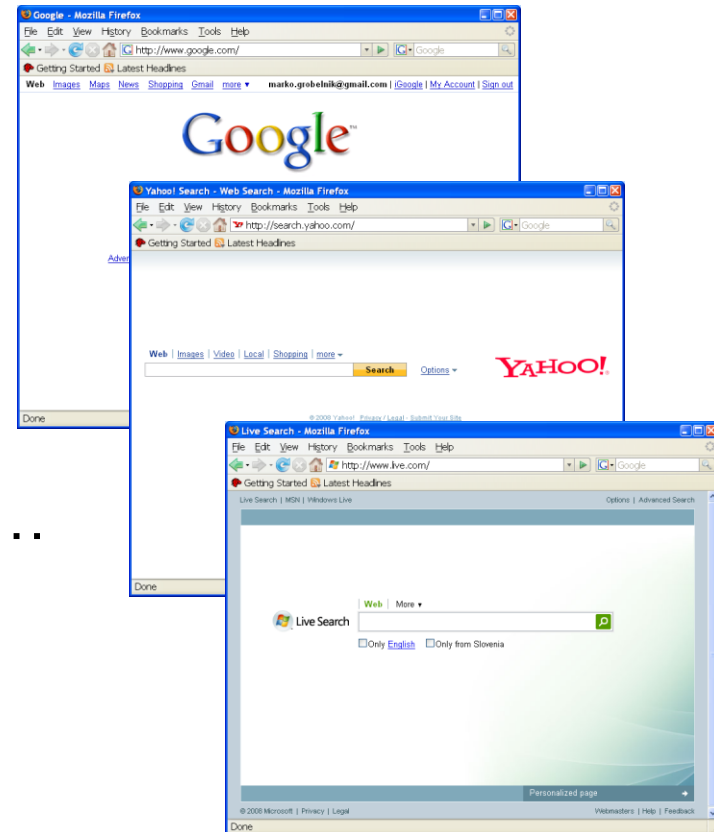 Google - Mozilla Firefox
File Edit View History Bookmarks Tools Help
http://www.google.com/ Google
Getting Started Latest Headlines
Web Images Maps News Shopping Gmail more ▼ marko.grobelnik@gmail.com | iGoogle | My Account | Sign out
Google™
Adver
Done
Yahoo! Search - Web Search - Mozilla Firefox
File Edit View History Bookmarks Tools Help
http://search.yahoo.com/ Google
Getting Started Latest Headlines
Web | Images | Video | Local | Shopping | more
Search Options YAHOO!
© 2008 Yahoo! Privacy / Legal - Submit Your Site
Done
Live Search - Mozilla Firefox
File Edit View History Bookmarks Tools Help
http://www.live.com/ Google
Getting Started Latest Headlines
Live Search | MSN | Windows Live Options | Advanced Search
Web More ▼
Live Search
Only English Only from Slovenia
Personalized page
© 2008 Microsoft | Privacy | Legal Webmasters | Help | Feedback
Done
..